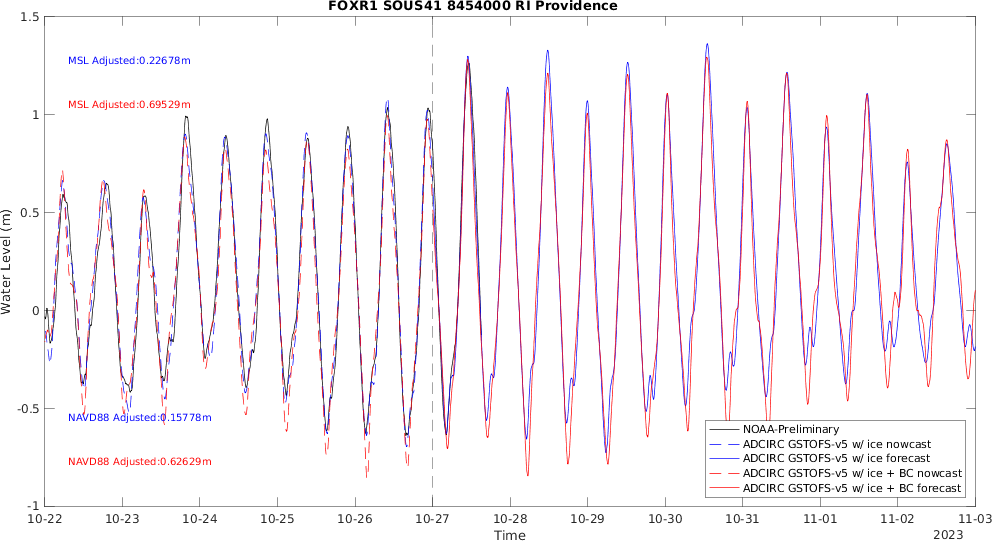 FOXR1 SOUS41 8454000 RI Providence
1.5
1
0.5
0
-0.5
-1
Water Level (m)
MSL Adjusted:0.22678m
MSL Adjusted:0.69529m
NAVD88 Adjusted:0.15778m
NAVD88 Adjusted:0.62629m
NOAA-Preliminary
ADCIRC GSTOFS-v5 w/ ice nowcast
ADCIRC GSTOFS-v5 w/ ice forecast
ADCIRC GSTOFS-v5 w/ ice + BC nowcast
ADCIRC GSTOFS-v5 w/ ice + BC forecast
10-22 10-23 10-24 10-25 10-26 10-27 10-28 10-29 10-30 10-31 11-01 11-02 11-03
Time
2023